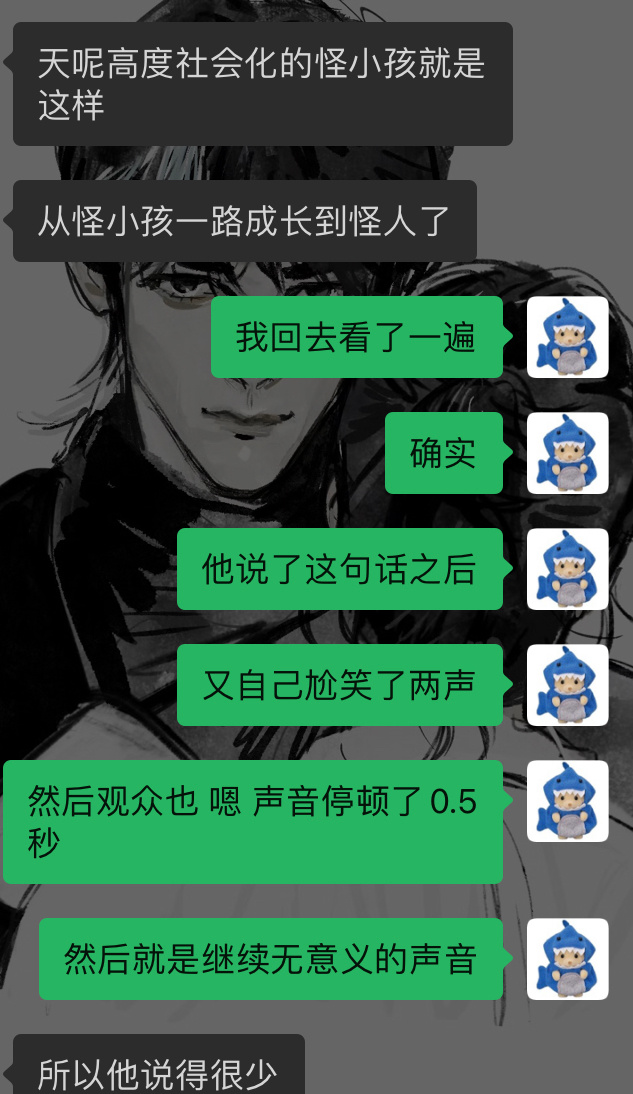 天呢高度社会化的怪小孩就是
这样
从怪小孩一路成长到怪人了
我回去看了一遍
确实
他说了这句话之后
又自己尬笑了两声
然后观众也 嗯 声音停顿了0.5
秒
然后就是继续无意义的声音
所以他说得很少